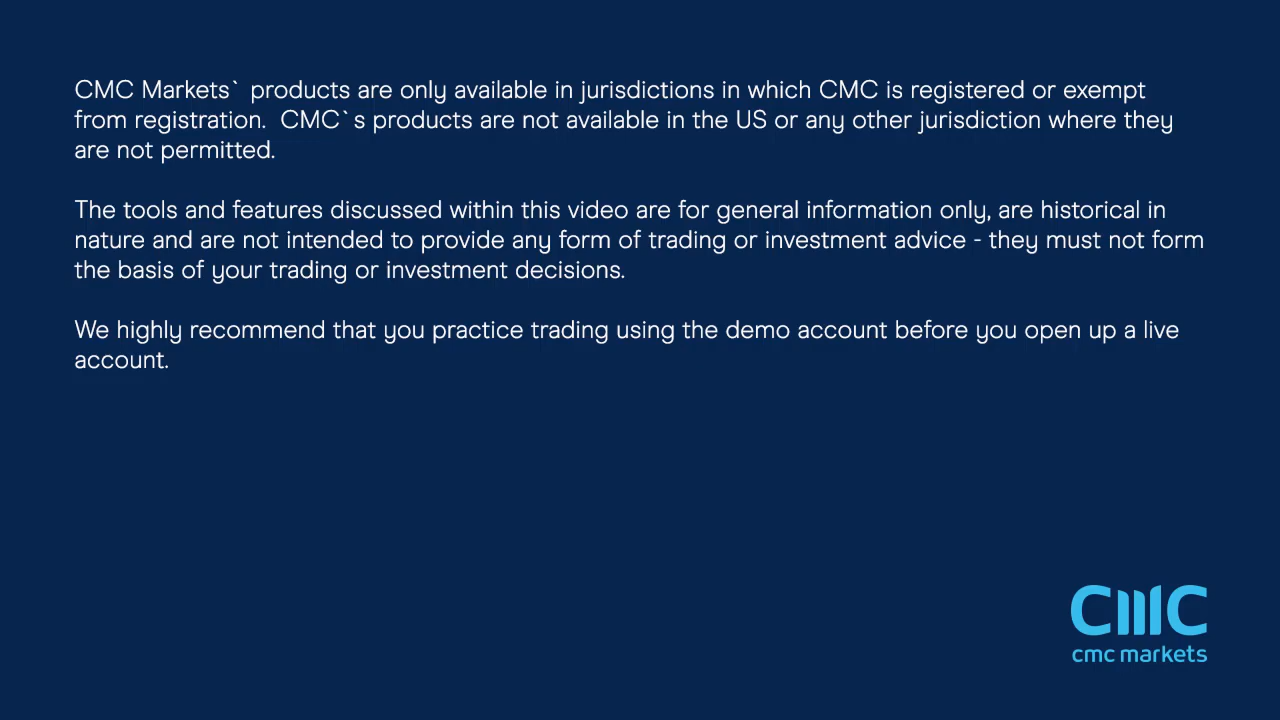 CMC Markets` products are only available in jurisdictions in which CMC is registered or exempt
from registration.  CMC`s products are not available in the US or any other jurisdiction where they
are not permitted.
The tools and features discussed within this video are for general information only, are historical in
nature and are not intended to provide any form of trading or investment advice - they must not form
the basis of your trading or investment decisions.
We highly recommend that you practice trading using the demo account before you open up a live
account.
CMC
cmc markets